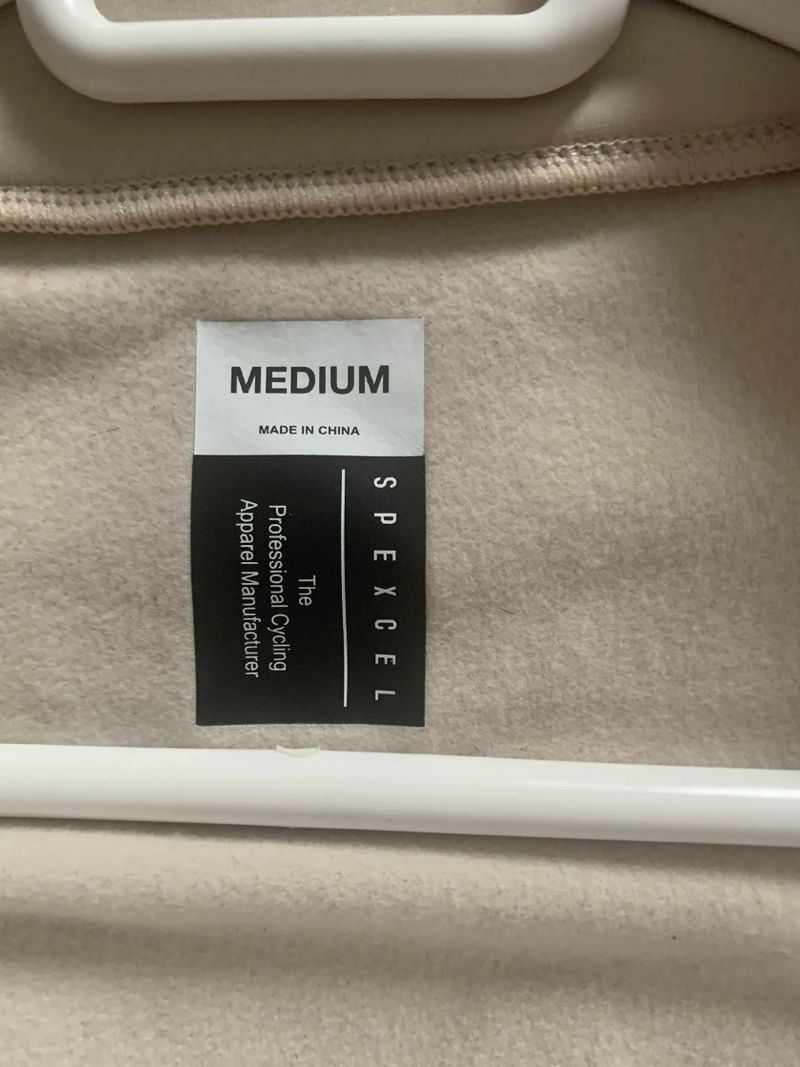 MEDIUM
MADE IN CHINA
SPEXCEL
The
Professional Cycling
Apparel Manufacturer